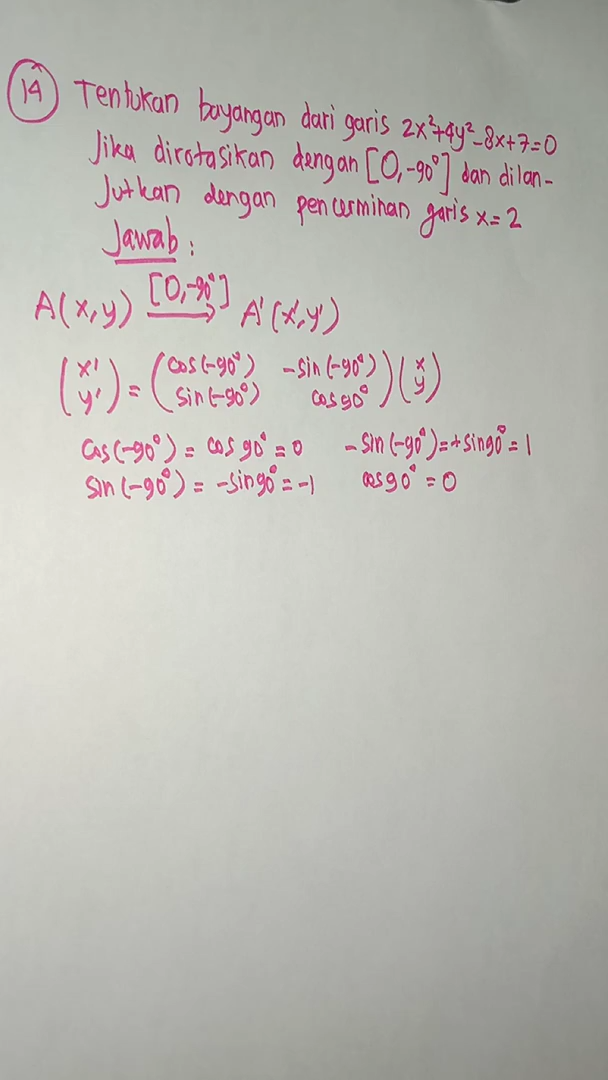 14 Tentukan bayangan dari garis 2x²+4y²-8x+7=0
Jika dirotasikan dengan [0,-90°] dan dilan-
Jutkan dengan pencerminan garis x=2
Jawab:
A(x,y) [0,-90°]→ A'(x',y')
(x' y') = (cos(-90°) -sin(-90°) sin(-90°) cos90°)(x y)
cos(-90°) = cos 90° = 0 -sin(-90°)=+sin90°=1
sin(-90°) = -sin90°=-1 cos90°=0